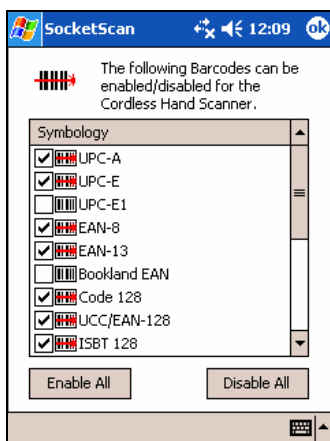 SocketScan 12:09 ok
The following Barcodes can be
enabled/disabled for the
Cordless Hand Scanner.
Symbology
UPC-A
UPC-E
UPC-E1
EAN-8
EAN-13
Bookland EAN
Code 128
UCC/EAN-128
ISBT 128
Enable All Disable All